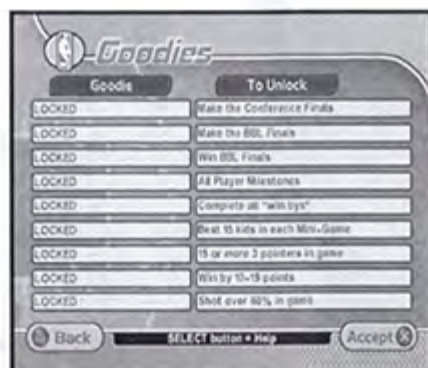 Goodies
Goodie To Unlock
LOCKED Make the Conference Finals
LOCKED Make the BBL Finals
LOCKED Win BBL Finals
LOCKED All Player Milestones
LOCKED Complete all "win bys"
LOCKED Beat 15 kids in each Mini-Game
LOCKED 15 or more 3 pointers in game
LOCKED Win by 10-19 points
LOCKED Shot over 60% in game
Back SELECT button = Help Accept